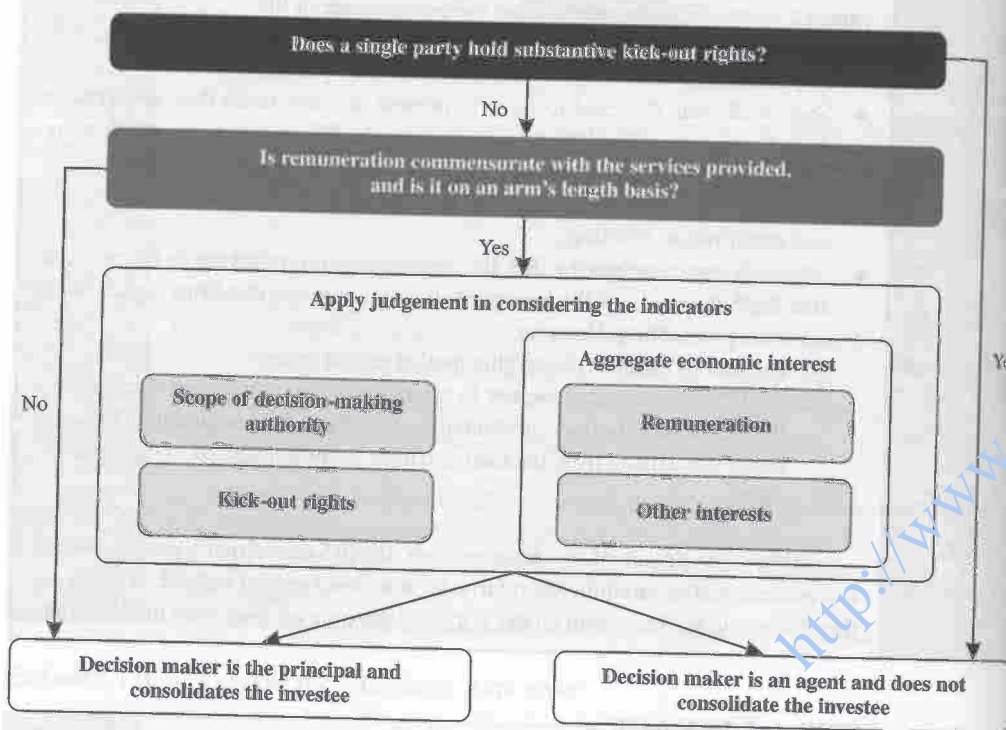 Does a single party hold substantive kick-out rights?
No
Is remuneration commensurate with the services provided,
and is it on an arm's length basis?
Yes
Apply judgement in considering the indicators
Aggregate economic interest
Scope of decision-making
authority
Remuneration
Kick-out rights
Other interests
No
Decision maker is the principal and
consolidates the investee
Decision maker is an agent and does not
consolidate the investee
http://www